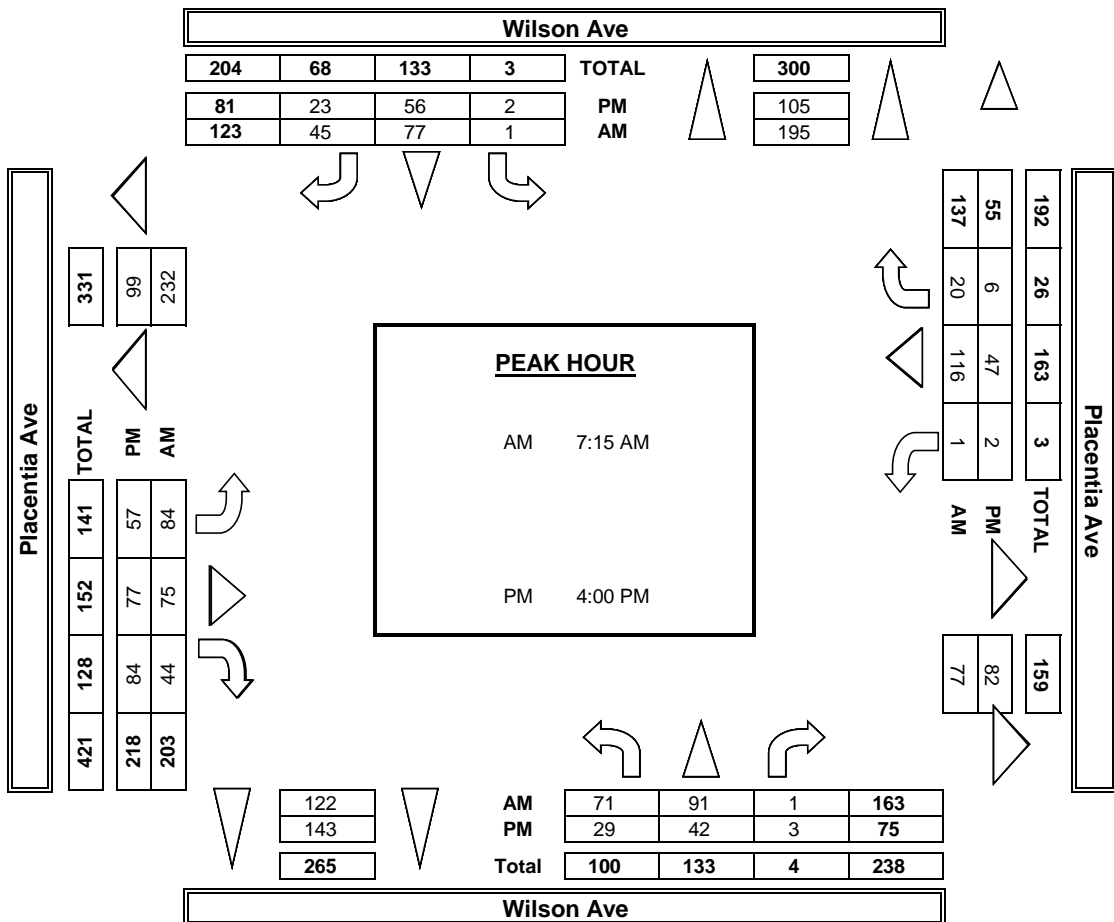 Wilson Ave
204 68 133 3 TOTAL 300
81 23 56 2 PM 105
123 45 77 1 AM 195
Placentia Ave
331
99
232
TOTAL 141 152 128 421
PM 57 77 84 218
AM 84 75 44 203
PEAK HOUR
AM 7:15 AM
PM 4:00 PM
192 26 163 3 TOTAL 159
55 6 47 2 PM 82
137 20 116 1 AM 77
Placentia Ave
122 AM 71 91 1 163
143 PM 29 42 3 75
265 Total 100 133 4 238
Wilson Ave